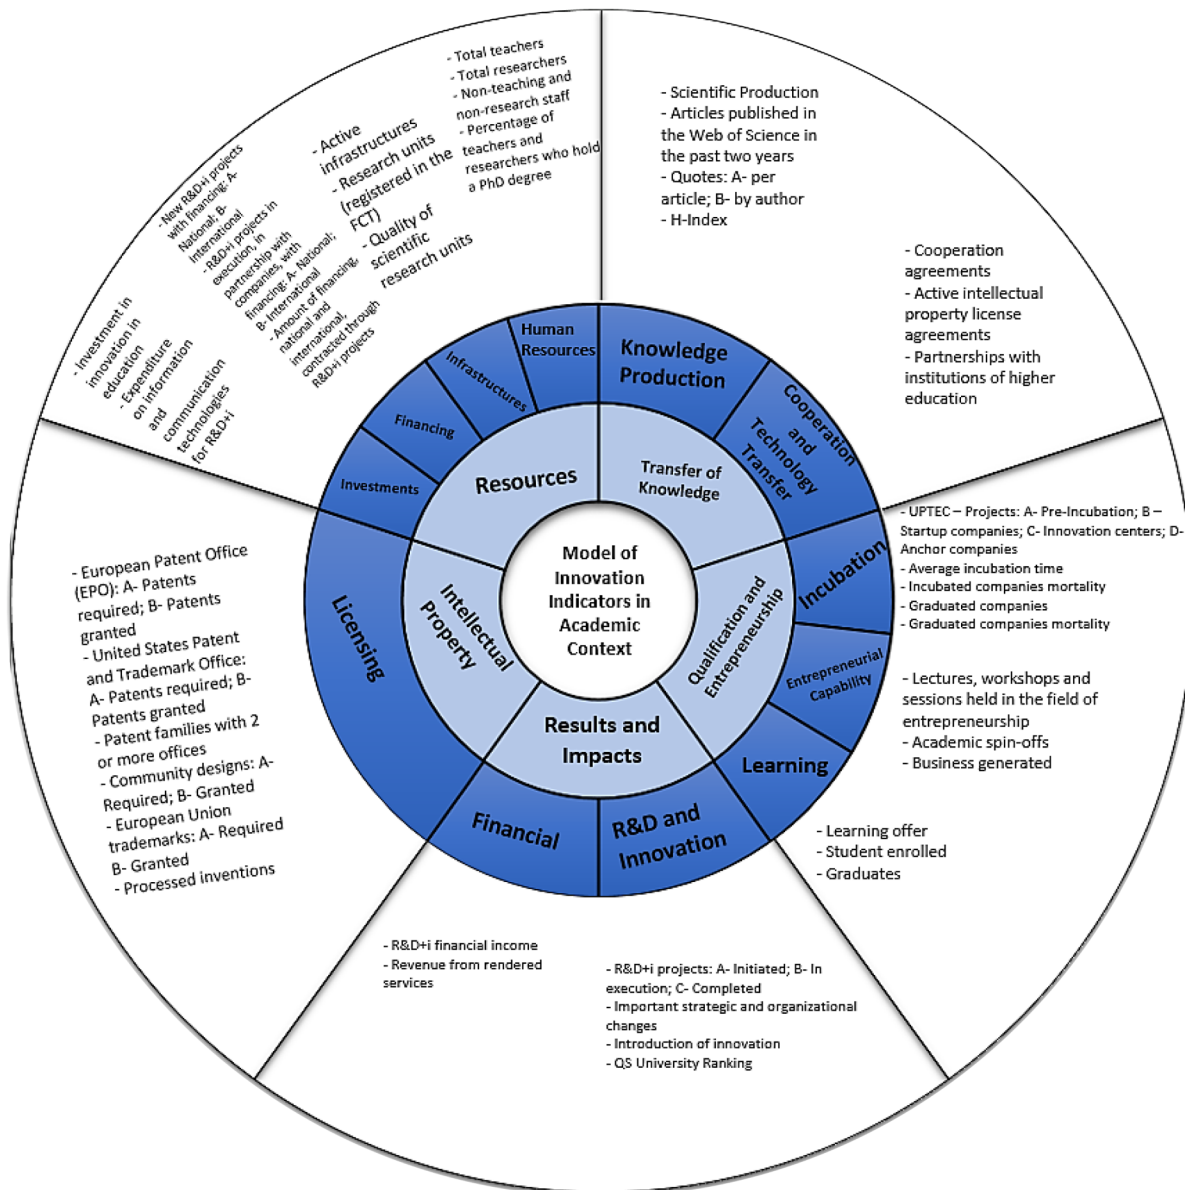 Model of
Innovation
Indicators in
Academic
Context
Resources
Transfer of
Knowledge
Qualification and
Entrepreneurship
Results and
Impacts
Intellectual
Property
Investments
Financing
Infrastructures
Human
Resources
Knowledge
Production
Cooperation
and
Technology
Transfer
Incubation
Entrepreneurial
Capability
Learning
R&D and
Innovation
Financial
Licensing
- Investment in
innovation in
education
- Expenditure
on information
and
communication
technologies
for R&D+i
- New R&D+i projects
with financing: A-
National; B-
International
- R&D+i projects in
execution, in
partnership with
companies, with
financing: A- National;
B- International
- Amount of financing,
national and
international,
contracted through
R&D+i projects
- Active
infrastructures
- Research units
(registered in the
FCT)
- Quality of
scientific
research units
- Total teachers
- Total researchers
- Non-teaching and
non-research staff
- Percentage of
teachers and
researchers who hold
a PhD degree
- Scientific Production
- Articles published in
the Web of Science in
the past two years
- Quotes: A- per
article; B- by author
- H-Index
- Cooperation
agreements
- Active intellectual
property license
agreements
- Partnerships with
institutions of higher
education
- UPTEC – Projects: A- Pre-Incubation; B –
Startup companies; C- Innovation centers; D-
Anchor companies
- Average incubation time
- Incubated companies mortality
- Graduated companies
- Graduated companies mortality
- Lectures, workshops and
sessions held in the field of
entrepreneurship
- Academic spin-offs
- Business generated
- Learning offer
- Student enrolled
- Graduates
- R&D+i projects: A- Initiated; B- In
execution; C- Completed
- Important strategic and organizational
changes
- Introduction of innovation
- QS University Ranking
- R&D+i financial income
- Revenue from rendered
services
- European Patent Office
(EPO): A- Patents
required; B- Patents
granted
- United States Patent
and Trademark Office:
A- Patents required; B-
Patents granted
- Patent families with 2
or more offices
- Community designs: A-
Required; B- Granted
- European Union
trademarks: A- Required
B- Granted
- Processed inventions